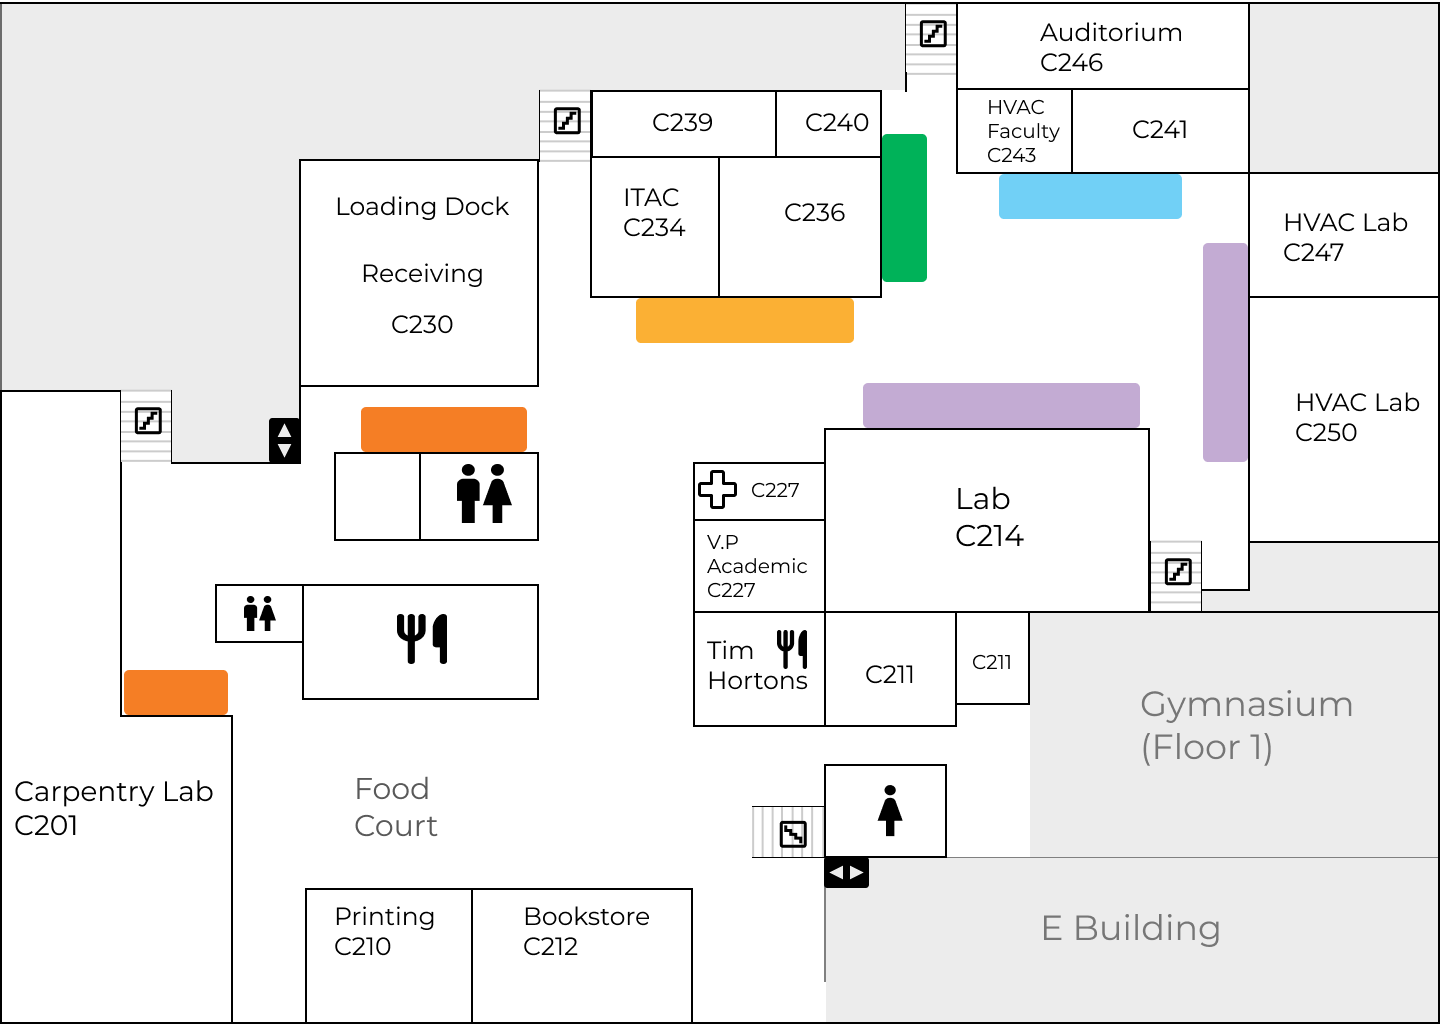 Auditorium
C246
HVAC
Faculty
C243
C241
C239
C240
ITAC
C234
C236
Loading Dock
Receiving
C230
HVAC Lab
C247
HVAC Lab
C250
Lab
C214
C227
V.P
Academic
C227
Tim
Hortons
C211
C211
Gymnasium
(Floor 1)
Carpentry Lab
C201
Food
Court
Printing
C210
Bookstore
C212
E Building